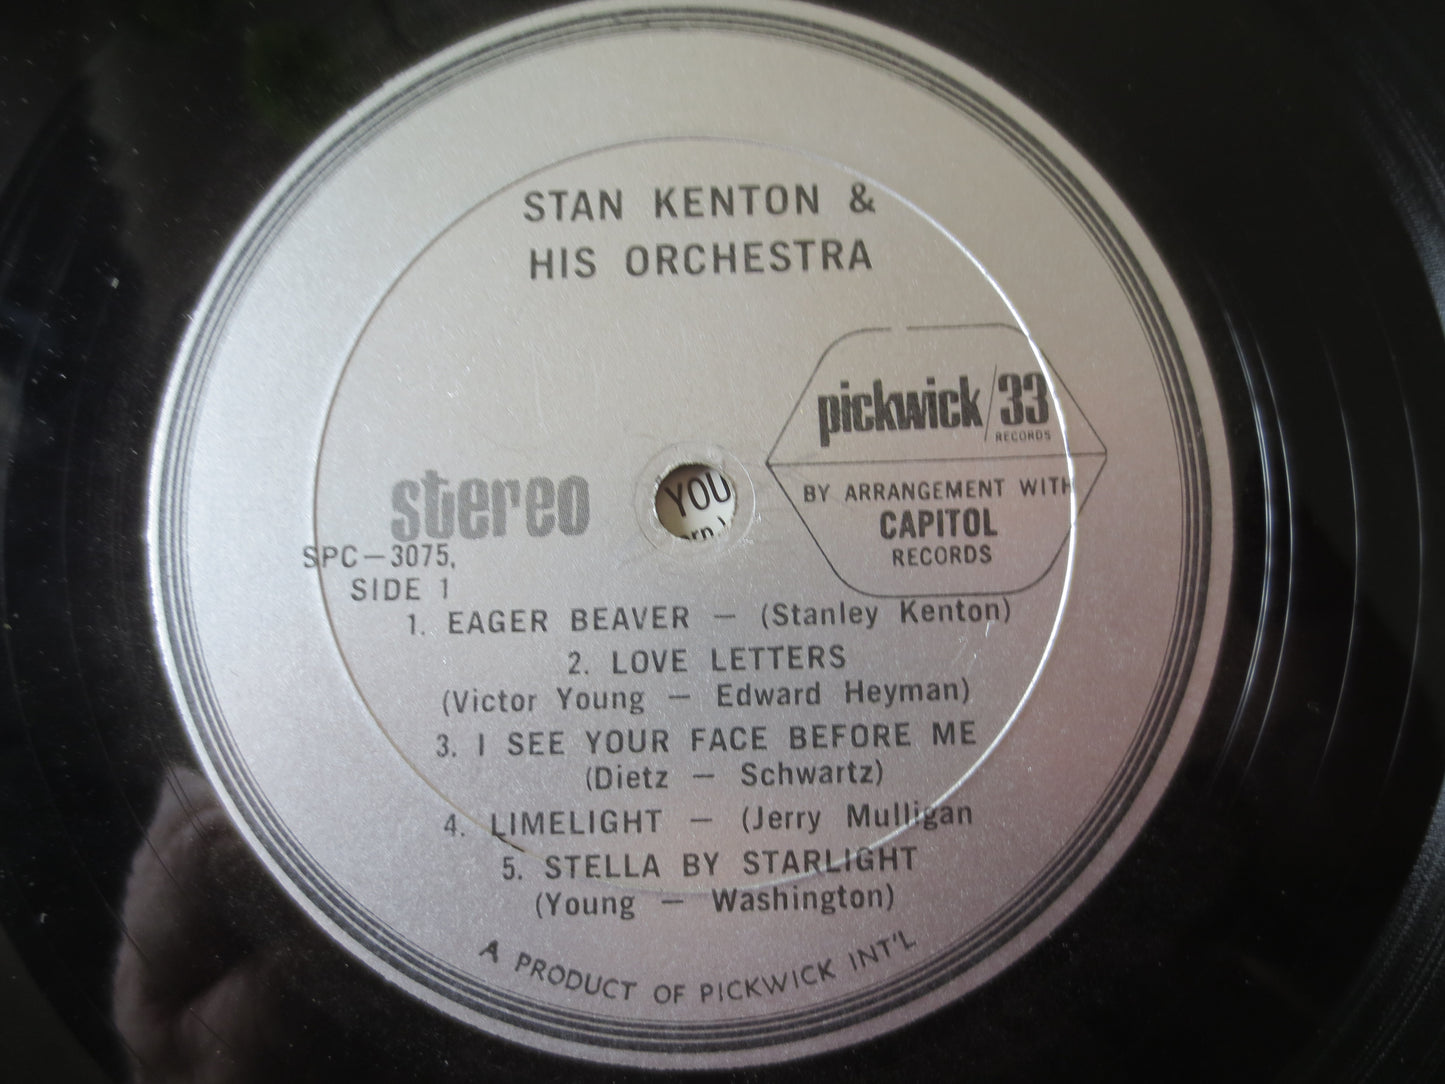 STAN KENTON &
HIS ORCHESTRA
pickwick/33
RECORDS
BY ARRANGEMENT WITH
CAPITOL
RECORDS
stereo
YOU
SPC-3075,
SIDE 1
1. EAGER BEAVER — (Stanley Kenton)
2. LOVE LETTERS
(Victor Young — Edward Heyman)
3. I SEE YOUR FACE BEFORE ME
(Dietz — Schwartz)
4. LIMELIGHT — (Jerry Mulligan
5. STELLA BY STARLIGHT
(Young — Washington)
A PRODUCT OF PICKWICK INT'L